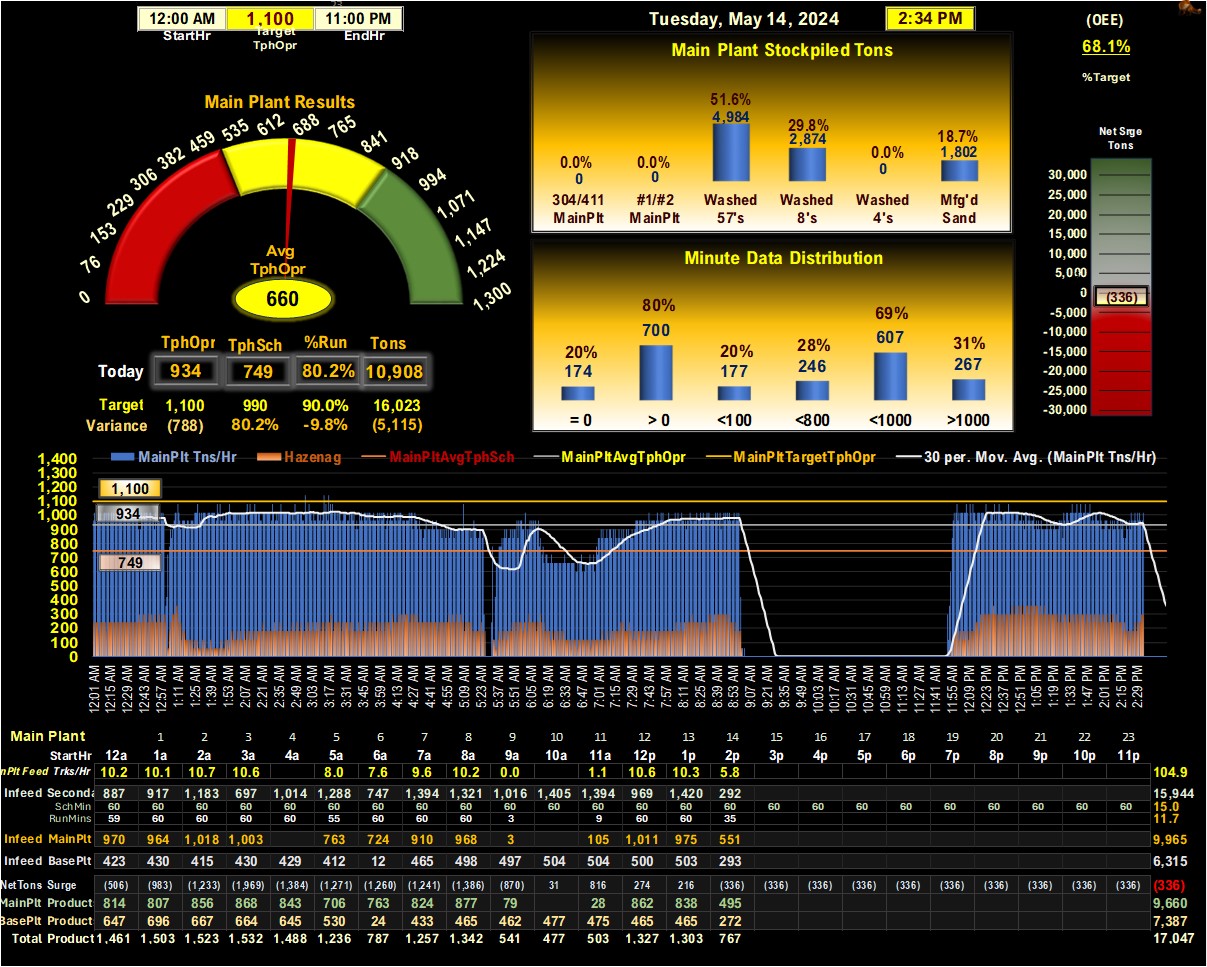 12:00 AM 1,100 11:00 PM
StartHr Target TphOpr EndHr
Tuesday, May 14, 2024 2:34 PM
(OEE)
68.1%
%Target
Main Plant Results
0 76 153 229 306 382 459 535 612 688 765 841 918 994 1,071 1,147 1,224 1,300
Avg
TphOpr
660
TphOpr TphSch %Run Tons
Today 934 749 80.2% 10,908
Target 1,100 990 90.0% 16,023
Variance (788) 80.2% -9.8% (5,115)
Main Plant Stockpiled Tons
0.0% 0.0% 51.6% 29.8% 0.0% 18.7%
0 0 4,984 2,874 0 1,802
304/411 #1/#2 Washed Washed Washed Mfg'd
MainPlt MainPlt 57's 8's 4's Sand
Minute Data Distribution
20% 80% 20% 28% 69% 31%
174 700 177 246 607 267
= 0 > 0 <100 <800 <1000 >1000
Net Srge
Tons
30,000
25,000
20,000
15,000
10,000
5,000
0
(336)
-5,000
-10,000
-15,000
-20,000
-25,000
-30,000
MainPlt Tns/Hr Hazenag MainPltAvgTphSch MainPltAvgTphOpr MainPltTargetTphOpr 30 per. Mov. Avg. (MainPlt Tns/Hr)
1,400
1,300
1,200
1,100
1,000
900
800
700
600
500
400
300
200
100
0
1,100
934
749
12:01 AM 12:15 AM 12:29 AM 12:43 AM 12:57 AM 1:11 AM 1:25 AM 1:39 AM 1:53 AM 2:07 AM 2:21 AM 2:35 AM 2:49 AM 3:03 AM 3:17 AM 3:31 AM 3:45 AM 3:59 AM 4:13 AM 4:27 AM 4:41 AM 4:55 AM 5:09 AM 5:23 AM 5:37 AM 5:51 AM 6:05 AM 6:19 AM 6:33 AM 6:47 AM 7:01 AM 7:15 AM 7:29 AM 7:43 AM 7:57 AM 8:11 AM 8:25 AM 8:39 AM 8:53 AM 9:07 AM 9:21 AM 9:35 AM 9:49 AM 10:03 AM 10:17 AM 10:31 AM 10:45 AM 10:59 AM 11:13 AM 11:27 AM 11:41 AM 11:55 AM 12:09 PM 12:23 PM 12:37 PM 12:51 PM 1:05 PM 1:19 PM 1:33 PM 1:47 PM 2:01 PM 2:15 PM 2:29 PM
Main Plant 1 2 3 4 5 6 7 8 9 10 11 12 13 14 15 16 17 18 19 20 21 22 23
StartHr 12a 1a 2a 3a 4a 5a 6a 7a 8a 9a 10a 11a 12p 1p 2p 3p 4p 5p 6p 7p 8p 9p 10p 11p
nPlt Feed Trks/Hr 10.2 10.1 10.7 10.6 8.0 7.6 9.6 10.2 0.0 1.1 10.6 10.3 5.8 104.9
Infeed Seconda 887 917 1,183 697 1,014 1,288 747 1,394 1,321 1,016 1,405 1,394 969 1,420 292 15,944
SchMin 60 60 60 60 60 60 60 60 60 60 60 60 60 60 60 60 60 60 60 60 60 60 60 15.0
RunMins 59 60 60 60 55 60 60 60 3 9 60 60 35 11.7
Infeed MainPlt 970 964 1,018 1,003 763 724 910 968 3 105 1,011 975 551 9,965
Infeed BasePlt 423 430 415 430 429 412 12 465 498 497 504 504 500 503 293 6,315
NetTons Surge (506) (983) (1,233) (1,969) (1,384) (1,271) (1,260) (1,241) (1,386) (870) 31 816 274 216 (336) (336) (336) (336) (336) (336) (336) (336) (336) (336) (336)
MainPlt Product 814 807 856 868 843 706 763 824 877 79 28 862 838 495 9,660
BasePlt Product 647 696 667 664 645 530 24 433 465 462 477 475 465 465 272 7,387
Total Product 1,461 1,503 1,523 1,532 1,488 1,236 787 1,257 1,342 541 477 503 1,327 1,303 767 17,047